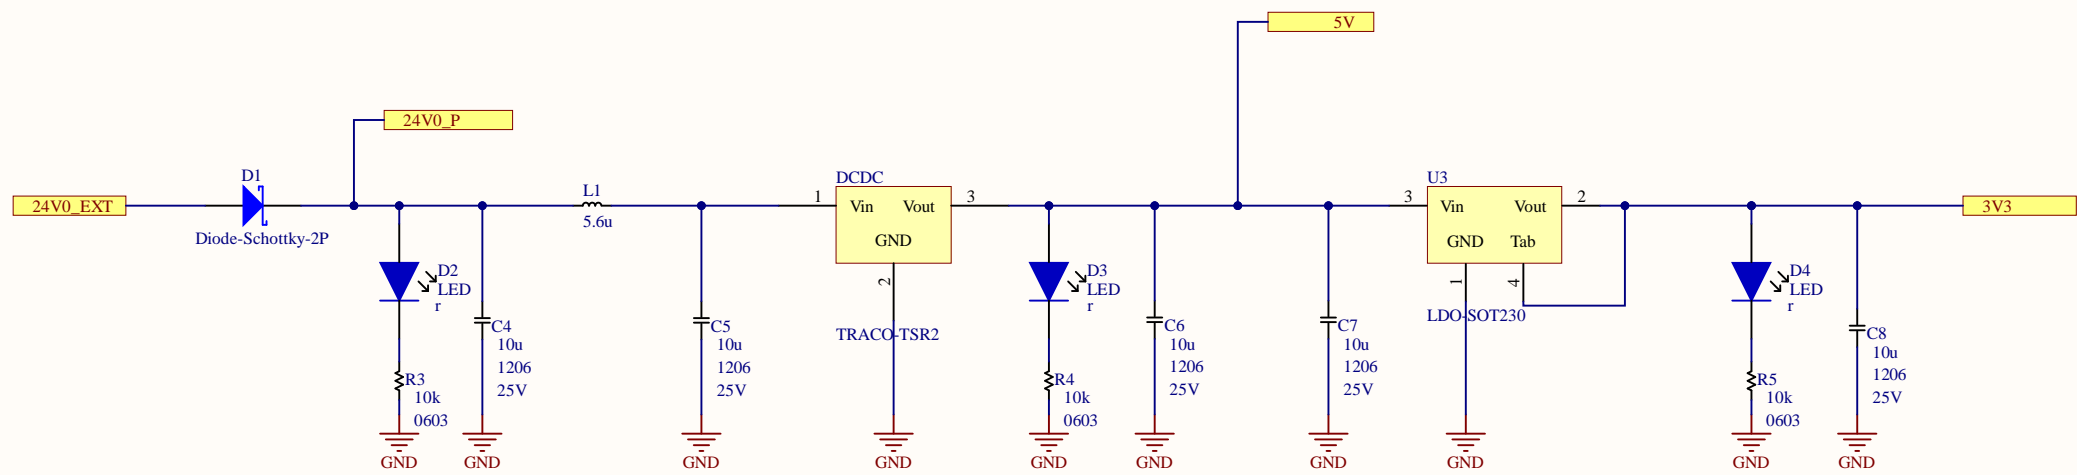 5V
24V0_P
24V0_EXT
D1
Diode-Schottky-2P
D2
LED
r
R3
10k
0603
GND
C4
10u
1206
25V
GND
L1
5.6u
C5
10u
1206
25V
GND
DCDC
1
Vin
Vout
3
GND
2
TRACO-TSR2
GND
D3
LED
r
R4
10k
0603
GND
C6
10u
1206
25V
GND
C7
10u
1206
25V
GND
U3
3
Vin
Vout
2
GND
Tab
1
4
LDO-SOT230
GND
D4
LED
r
R5
10k
0603
GND
C8
10u
1206
25V
GND
3V3